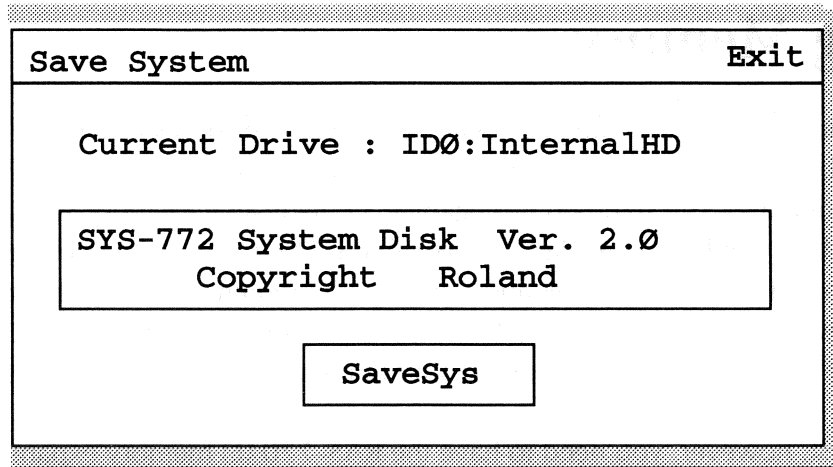 Save System Exit
Current Drive : IDØ:InternalHD
SYS-772 System Disk Ver. 2.Ø
Copyright Roland
SaveSys